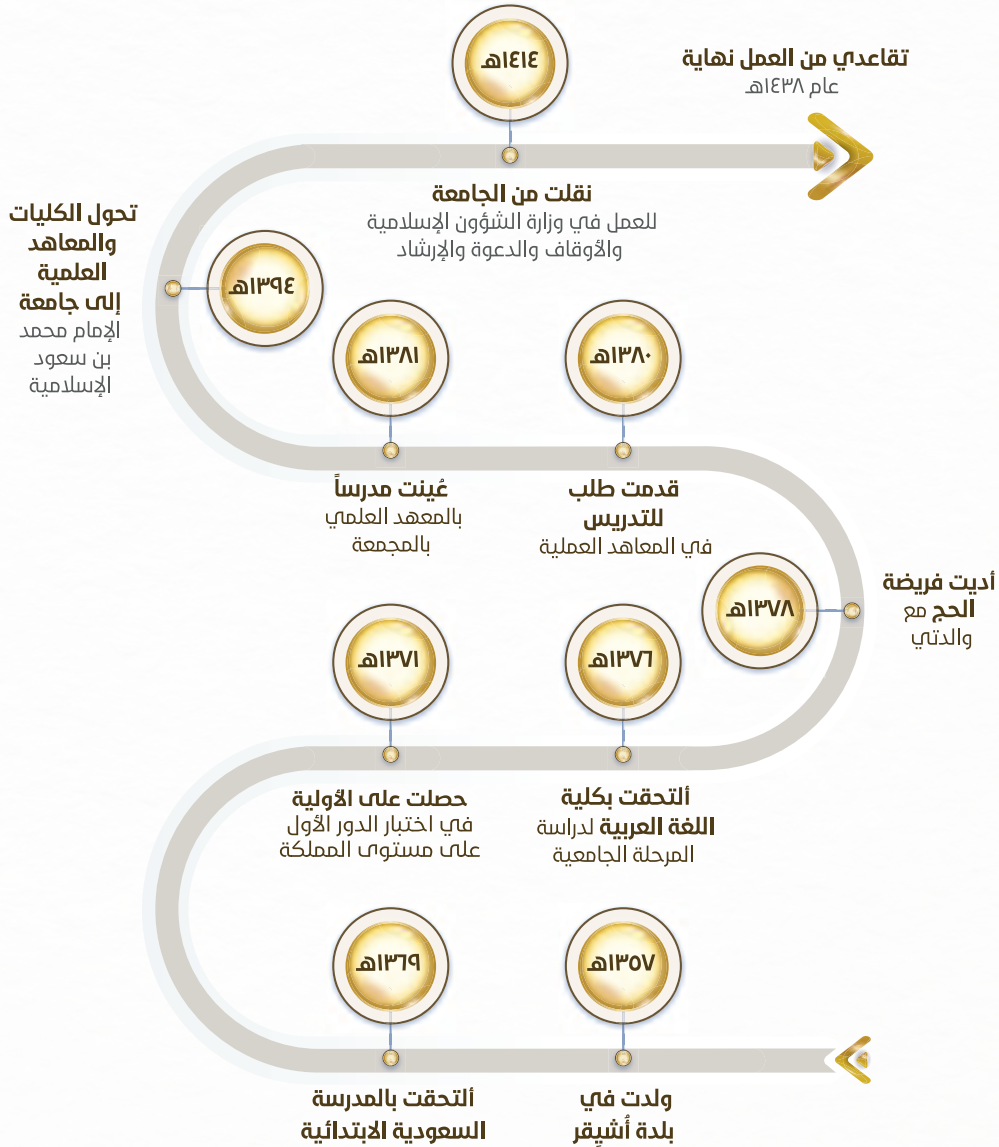 ١٤١٤هـ
تقاعدي من العمل نهاية
عام ١٤٣٨هـ
نقلت من الجامعة
للعمل في وزارة الشؤون الإسلامية
والأوقاف والدعوة والإرشاد
تحول الكليات
والمعاهد
العلمية
إلى جامعة
الإمام محمد
بن سعود
الإسلامية
١٣٩٤هـ
١٣٨٠هـ
قدمت طلب
للتدريس
في المعاهد العملية
١٣٨١هـ
عُينت مدرساً
بالمعهد العلمي
بالمجمعة
أديت فريضة
الحج مع
والدتي
١٣٧٨هـ
١٣٧٦هـ
ألتحقت بكلية
اللغة العربية لدراسة
المرحلة الجامعية
١٣٧١هـ
حصلت على الأولية
في اختبار الدور الأول
على مستوى المملكة
١٣٥٧هـ
ولدت في
بلدة أُشيقر
١٣٦٩هـ
ألتحقت بالمدرسة
السعودية الابتدائية